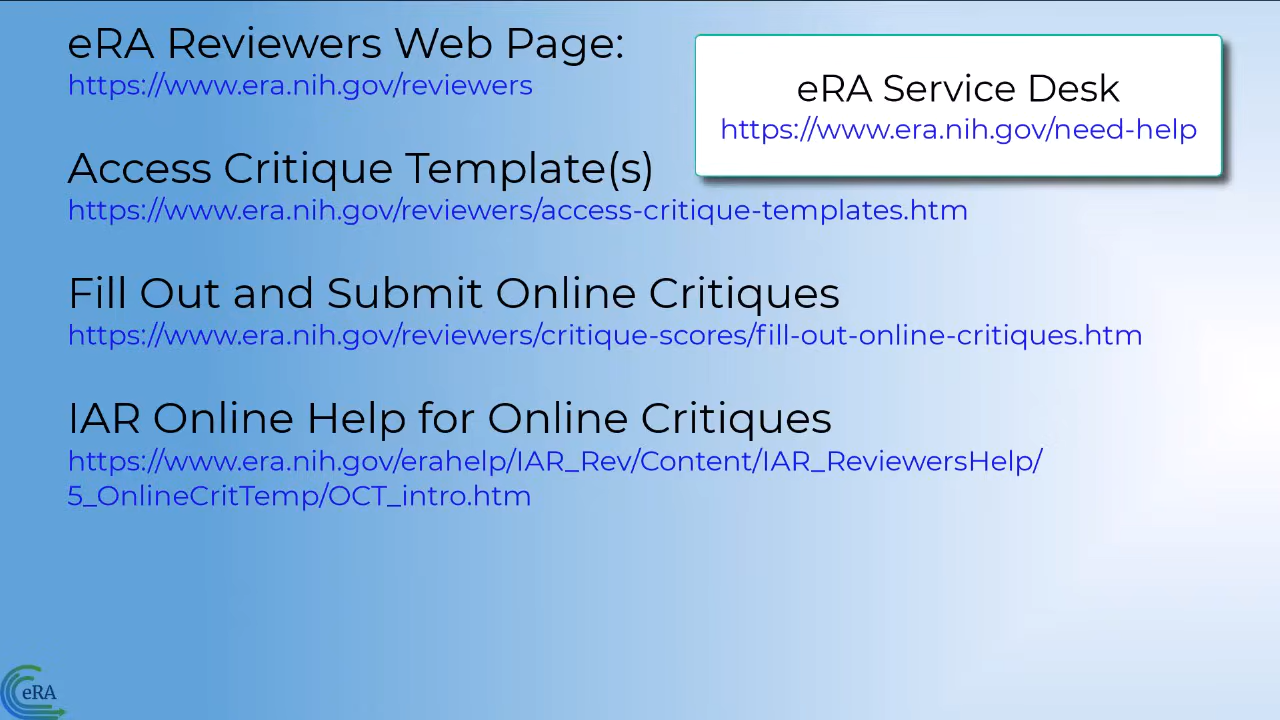 eRA Reviewers Web Page:
https://www.era.nih.gov/reviewers
eRA Service Desk
https://www.era.nih.gov/need-help
Access Critique Template(s)
https://www.era.nih.gov/reviewers/access-critique-templates.htm
Fill Out and Submit Online Critiques
https://www.era.nih.gov/reviewers/critique-scores/fill-out-online-critiques.htm
IAR Online Help for Online Critiques
https://www.era.nih.gov/erahelp/IAR_Rev/Content/IAR_ReviewersHelp/
5_OnlineCritTemp/OCT_intro.htm
eRA